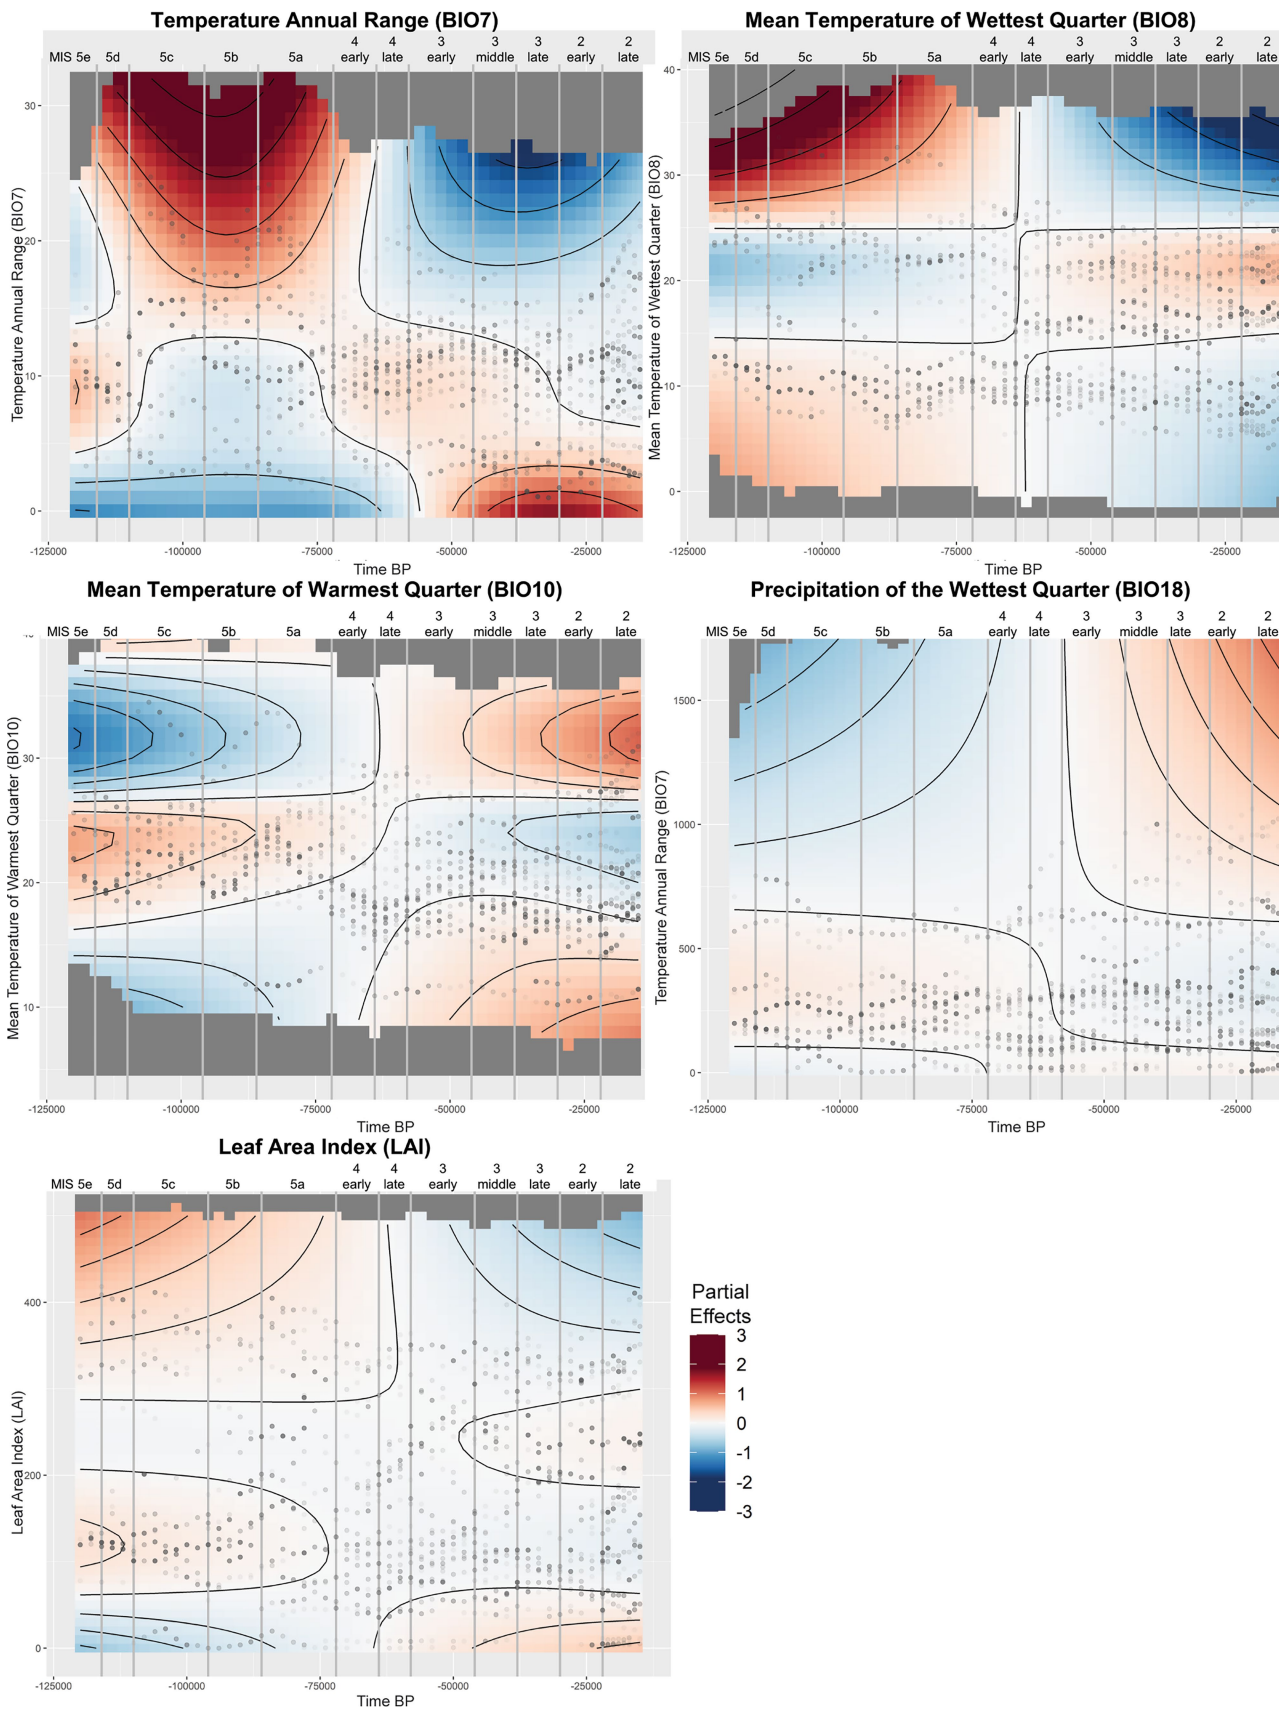 Temperature Annual Range (BIO7)
4 4 3 3 3 2 2
MIS 5e 5d 5c 5b 5a early late early middle late early late
Temperature Annual Range (BIO7)
30
20
10
0
-125000 -100000 -75000 -50000 -25000
Time BP
Mean Temperature of Wettest Quarter (BIO8)
4 4 3 3 3 2 2
MIS 5e 5d 5c 5b 5a early late early middle late early late
Mean Temperature of Wettest Quarter (BIO8)
40
30
20
10
0
-125000 -100000 -75000 -50000 -25000
Time BP
Mean Temperature of Warmest Quarter (BIO10)
4 4 3 3 3 2 2
MIS 5e 5d 5c 5b 5a early late early middle late early late
Mean Temperature of Warmest Quarter (BIO10)
40
30
20
10
-125000 -100000 -75000 -50000 -25000
Time BP
Precipitation of the Wettest Quarter (BIO18)
4 4 3 3 3 2 2
MIS 5e 5d 5c 5b 5a early late early middle late early late
Temperature Annual Range (BIO7)
1500
1000
500
0
-125000 -100000 -75000 -50000 -25000
Time BP
Leaf Area Index (LAI)
4 4 3 3 3 2 2
MIS 5e 5d 5c 5b 5a early late early middle late early late
Leaf Area Index (LAI)
400
200
0
-125000 -100000 -75000 -50000 -25000
Time BP
Partial
Effects
3
2
1
0
-1
-2
-3